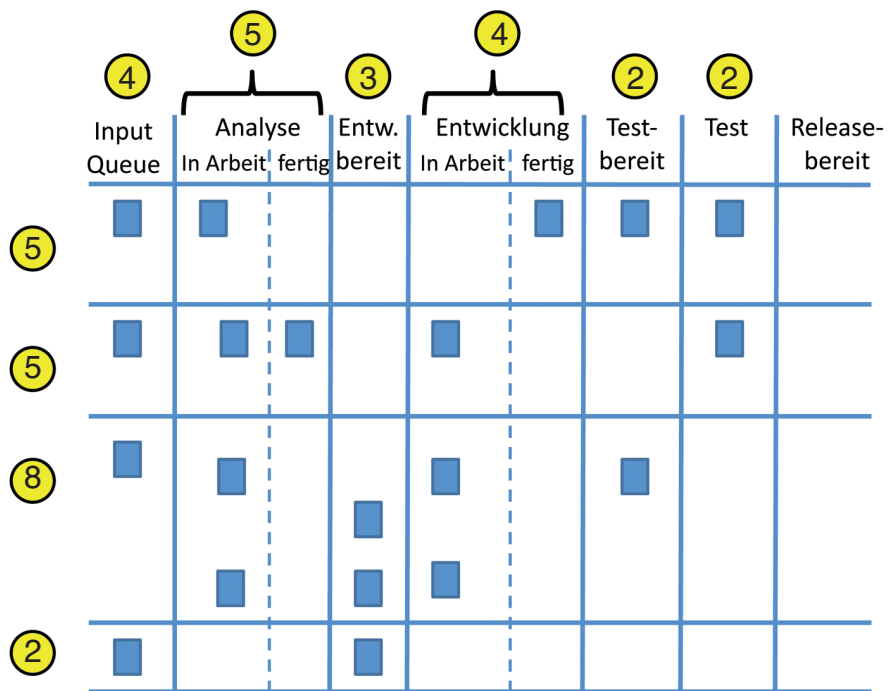 5
4
4
3
2
2
Input
Queue
Analyse
In Arbeit
fertig
Entw.
bereit
Entwicklung
In Arbeit
fertig
Test-
bereit
Test
Release-
bereit
5
5
8
2